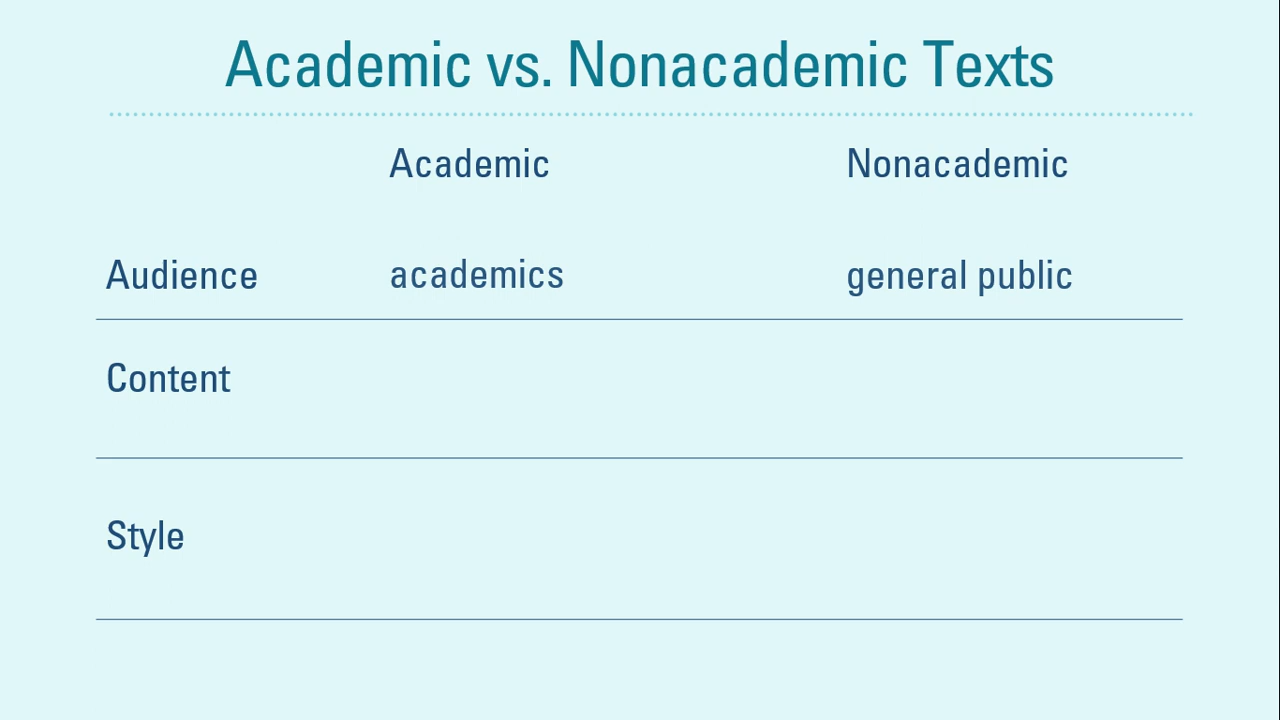 Academic vs. Nonacademic Texts
Academic Nonacademic
Audience academics general public
Content
Style